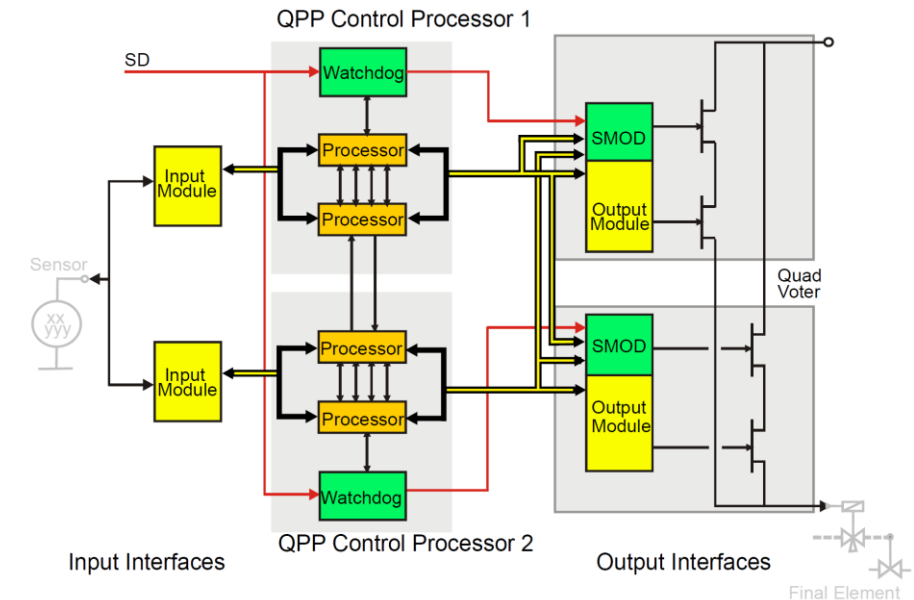 QPP Control Processor 1
SD
Watchdog
Processor
Processor
Input
Module
SMOD
Output
Module
Sensor
xx
yyy
Quad
Voter
Processor
Processor
Input
Module
SMOD
Output
Module
Watchdog
QPP Control Processor 2
Input Interfaces
Output Interfaces
Final Element